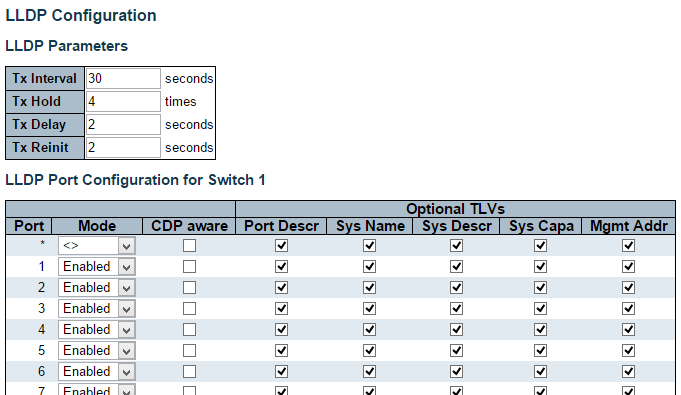 LLDP Configuration
LLDP Parameters
Tx Interval 30 seconds
Tx Hold 4 times
Tx Delay 2 seconds
Tx Reinit 2 seconds
LLDP Port Configuration for Switch 1
Optional TLVs
Port Mode CDP aware Port Descr Sys Name Sys Descr Sys Capa Mgmt Addr
* <>
1 Enabled
2 Enabled
3 Enabled
4 Enabled
5 Enabled
6 Enabled
7 Enabled